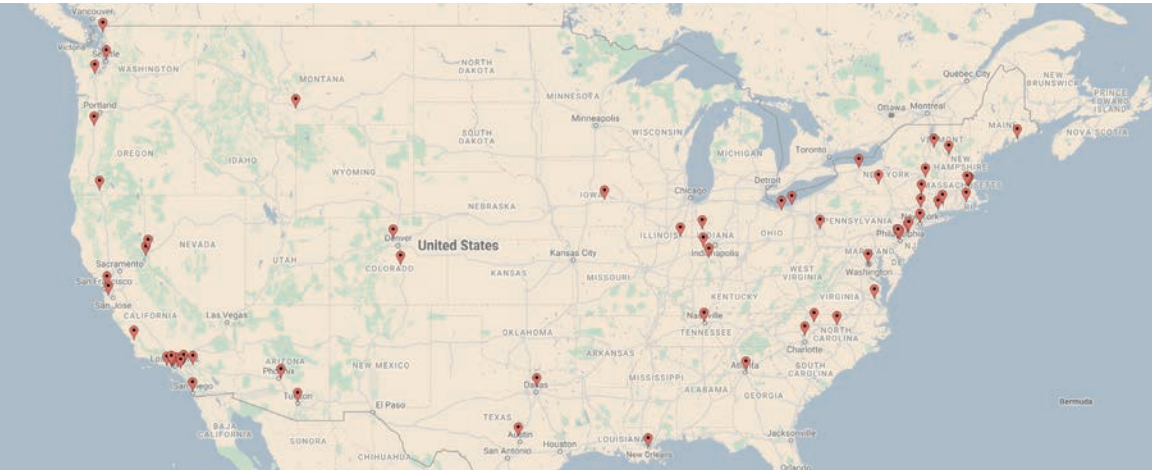 Vancouver
Victoria
Seattle
WASHINGTON
MONTANA
NORTH
DAKOTA
MINNESOTA
Québec City
NEW
BRUNSWICK
PRINCE
EDWARD
ISLAND
Portland
Minneapolis
Ottawa
Montreal
MAINE
NOVA SCOTIA
OREGON
IDAHO
SOUTH
DAKOTA
WISCONSIN
MICHIGAN
Toronto
VERMONT
NEW
HAMPSHIRE
WYOMING
IOWA
Chicago
Detroit
NEW YORK
MASSACHUSETTS
RI
NEBRASKA
NEVADA
UTAH
Denver
COLORADO
United States
ILLINOIS
INDIANA
Indianapolis
OHIO
PENNSYLVANIA
New York
Philadelphia
NJ
Sacramento
San Francisco
San Jose
KANSAS
Kansas City
MISSOURI
WEST
VIRGINIA
MARYLAND
DE
Washington
KENTUCKY
VIRGINIA
CALIFORNIA
Las Vegas
OKLAHOMA
Nashville
TENNESSEE
NORTH
CAROLINA
Charlotte
ARIZONA
Phoenix
NEW MEXICO
ARKANSAS
Atlanta
SOUTH
CAROLINA
San Diego
Tucson
El Paso
Dallas
MISSISSIPPI
ALABAMA
GEORGIA
Bermuda
BAJA
CALIFORNIA
SONORA
CHIHUAHUA
TEXAS
Austin
San Antonio
Houston
LOUISIANA
New Orleans
Jacksonville
Orlando